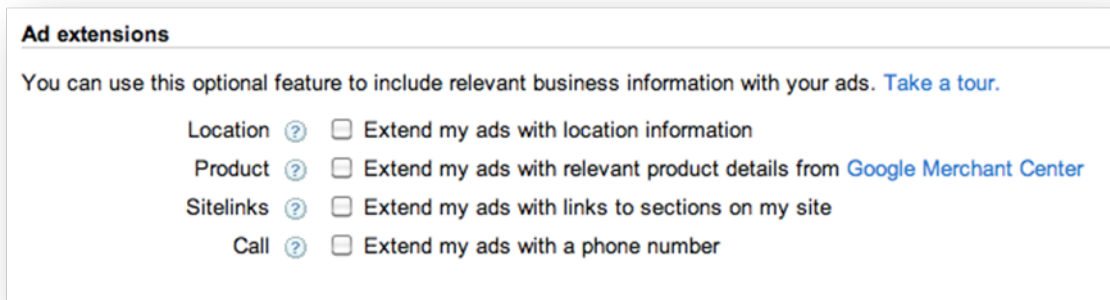 Ad extensions
You can use this optional feature to include relevant business information with your ads. Take a tour.
Location ? Extend my ads with location information
Product ? Extend my ads with relevant product details from Google Merchant Center
Sitelinks ? Extend my ads with links to sections on my site
Call ? Extend my ads with a phone number